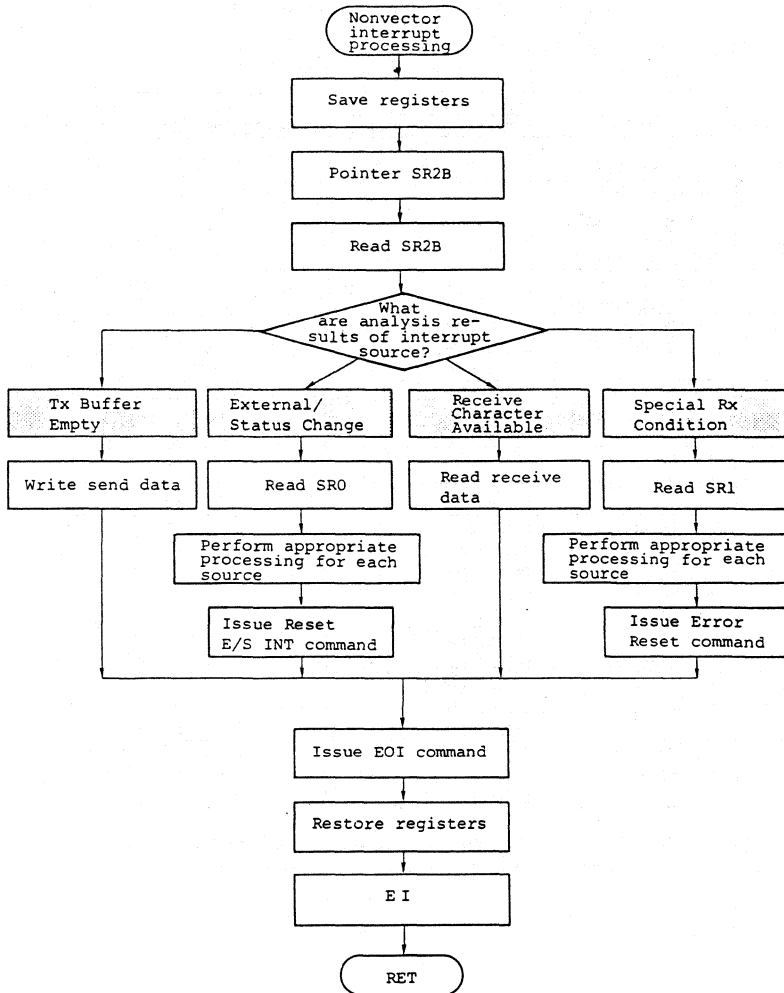 Nonvector
interrupt
processing
Save registers
Pointer SR2B
Read SR2B
What
are analysis re-
sults of interrupt
source?
Tx Buffer
Empty
External/
Status Change
Receive
Character
Available
Special Rx
Condition
Write send data
Read SR0
Read receive
data
Read SR1
Perform appropriate
processing for each
source
Perform appropriate
processing for each
source
Issue Reset
E/S INT command
Issue Error
Reset command
Issue EOI command
Restore registers
EI
RET